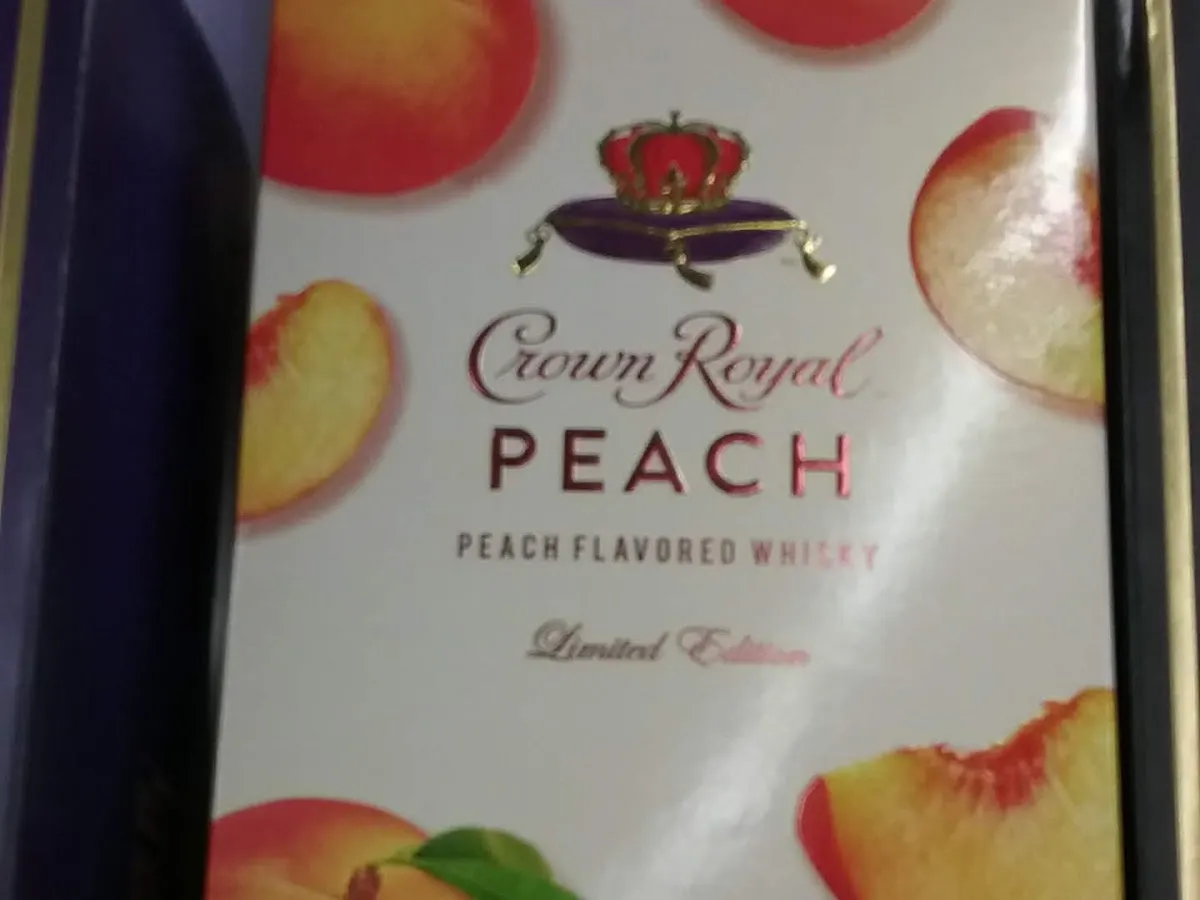 Crown Royal
PEACH
PEACH FLAVORED WHISKY
Limited Edition